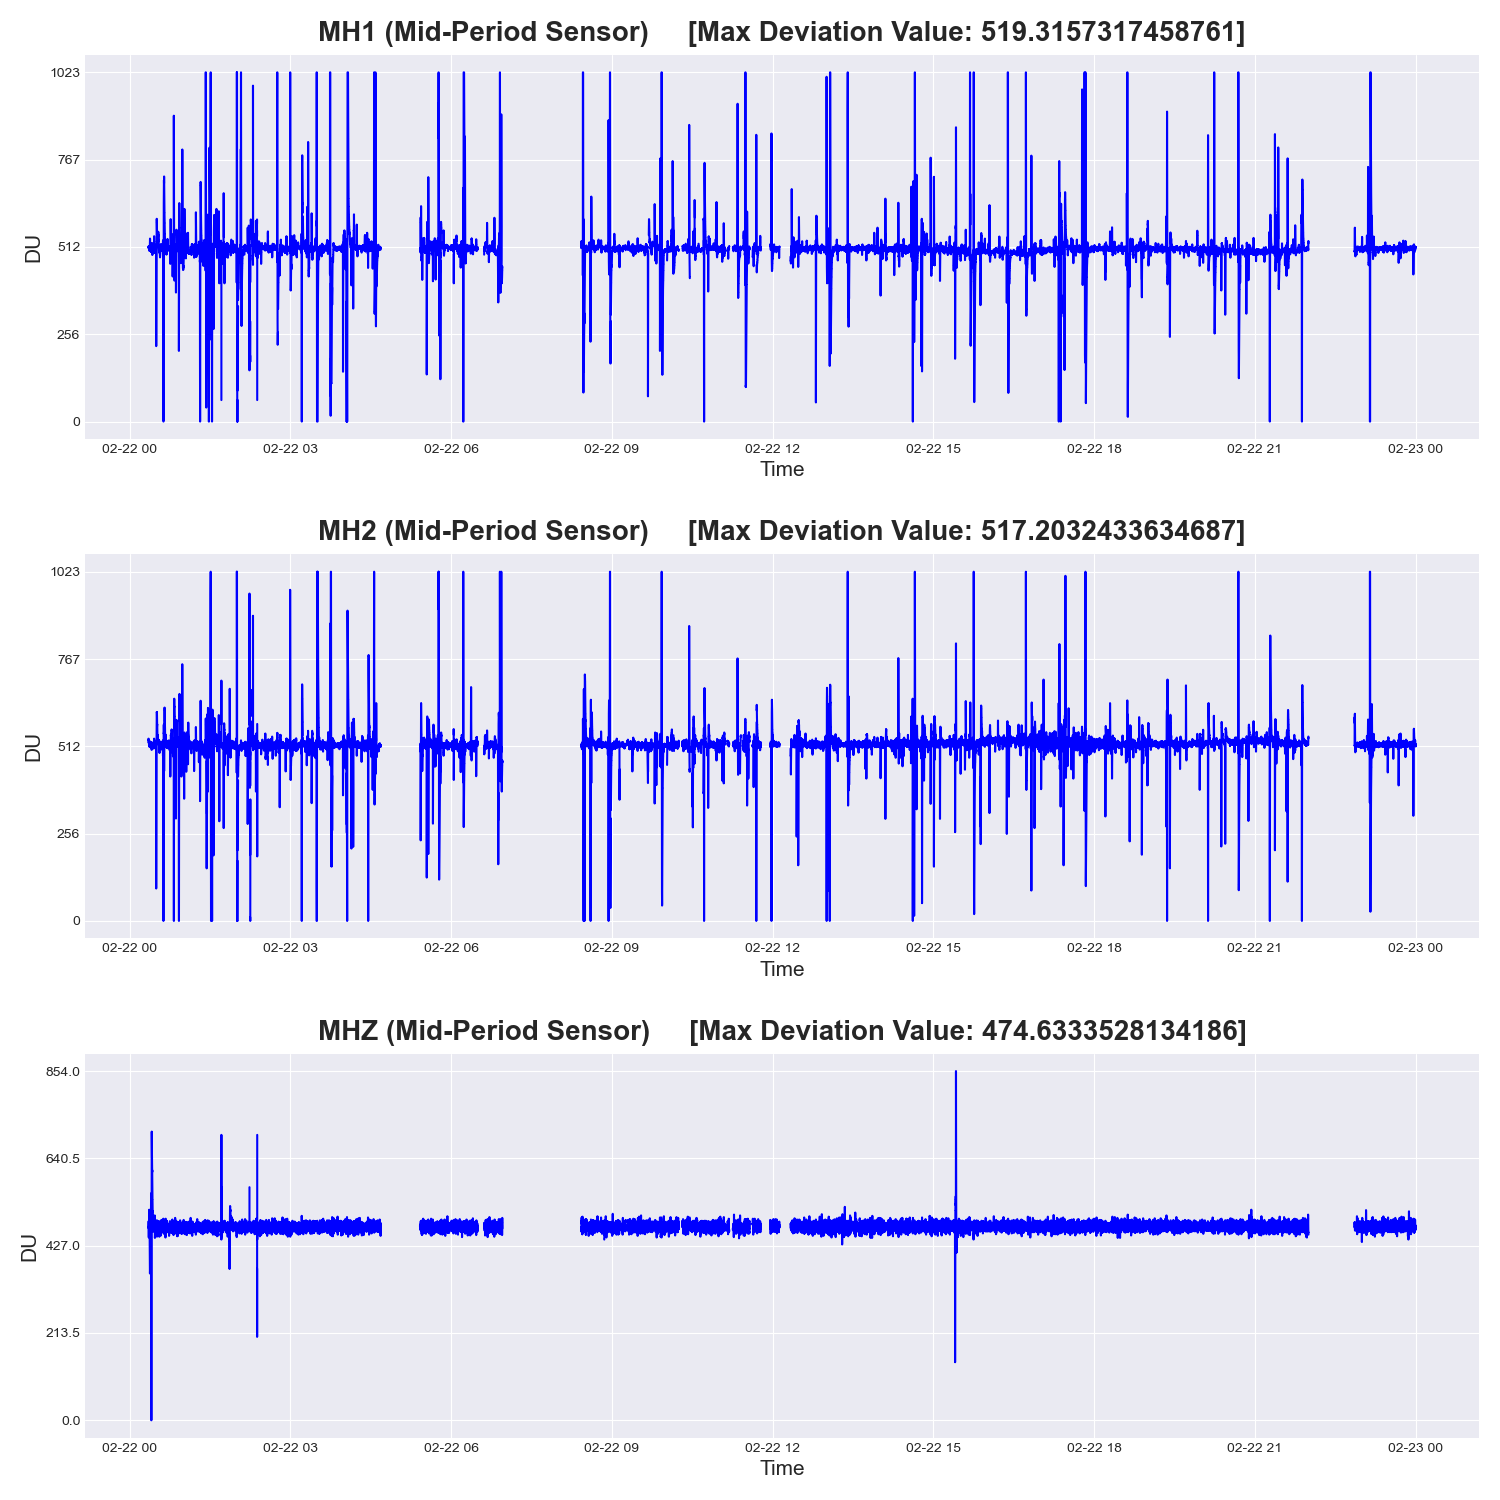 MH1 (Mid-Period Sensor) [Max Deviation Value: 519.3157317458761]
1023
767
512
256
0
DU
02-22 00 02-22 03 02-22 06 02-22 09 02-22 12 02-22 15 02-22 18 02-22 21 02-23 00
Time
MH2 (Mid-Period Sensor) [Max Deviation Value: 517.2032433634687]
1023
767
512
256
0
DU
02-22 00 02-22 03 02-22 06 02-22 09 02-22 12 02-22 15 02-22 18 02-22 21 02-23 00
Time
MHZ (Mid-Period Sensor) [Max Deviation Value: 474.6333528134186]
854.0
640.5
427.0
213.5
0.0
DU
02-22 00 02-22 03 02-22 06 02-22 09 02-22 12 02-22 15 02-22 18 02-22 21 02-23 00
Time